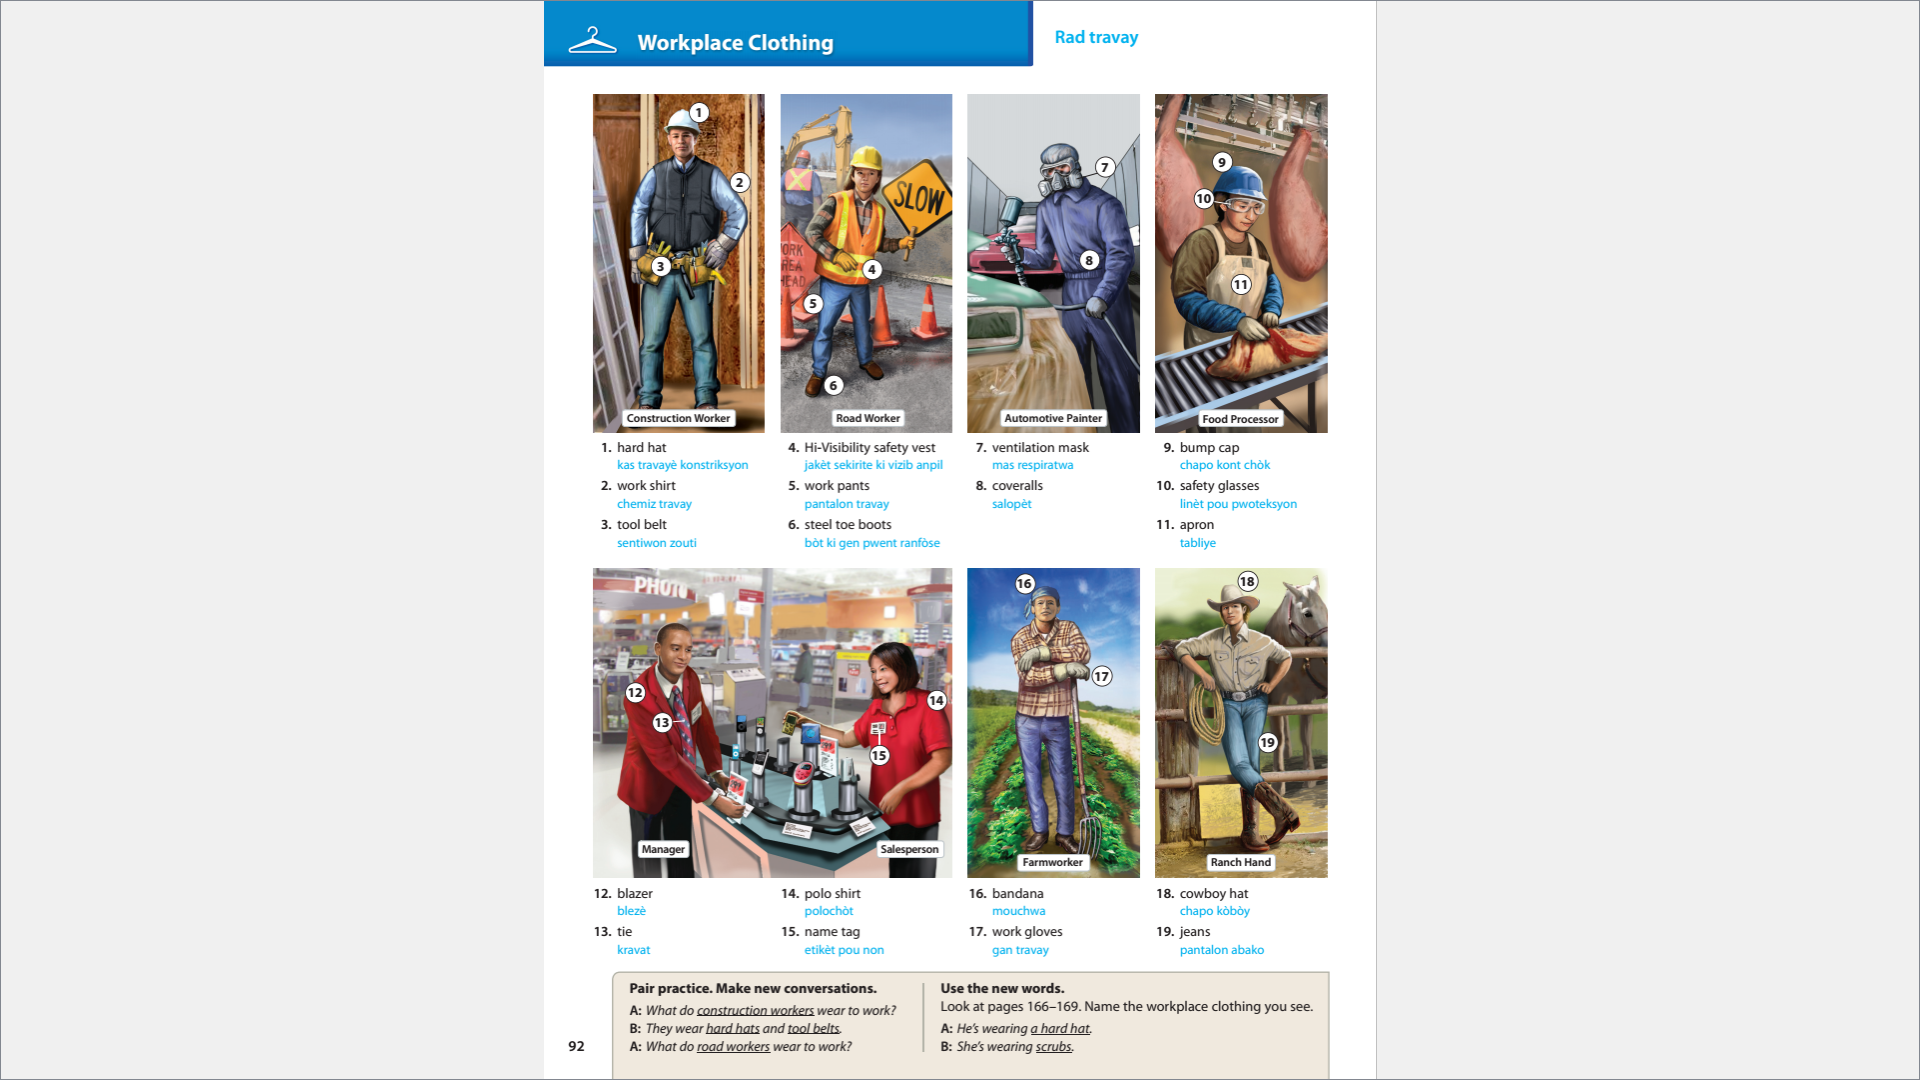 Workplace Clothing
Rad travay
1
2
3
Construction Worker
SLOW
ORK
REA
HEAD
4
5
6
Road Worker
7
8
Automotive Painter
9
10
11
Food Processor
1. hard hat
kas travayè konstriksyon
2. work shirt
chemiz travay
3. tool belt
sentiwon zouti
4. Hi-Visibility safety vest
jakèt sekirite ki vizib anpil
5. work pants
pantalon travay
6. steel toe boots
bòt ki gen pwent ranfòse
7. ventilation mask
mas respiratwa
8. coveralls
salopèt
9. bump cap
chapo kont chòk
10. safety glasses
linèt pou pwoteksyon
11. apron
tabliye
PHOTO
12
13
14
15
Manager
Salesperson
16
17
Farmworker
18
19
Ranch Hand
12. blazer
blezè
13. tie
kravat
14. polo shirt
polochòt
15. name tag
etikèt pou non
16. bandana
mouchwa
17. work gloves
gan travay
18. cowboy hat
chapo kòbòy
19. jeans
pantalon abako
Pair practice. Make new conversations.
A: What do construction workers wear to work?
B: They wear hard hats and tool belts.
A: What do road workers wear to work?
Use the new words.
Look at pages 166–169. Name the workplace clothing you see.
A: He's wearing a hard hat.
B: She's wearing scrubs.
92